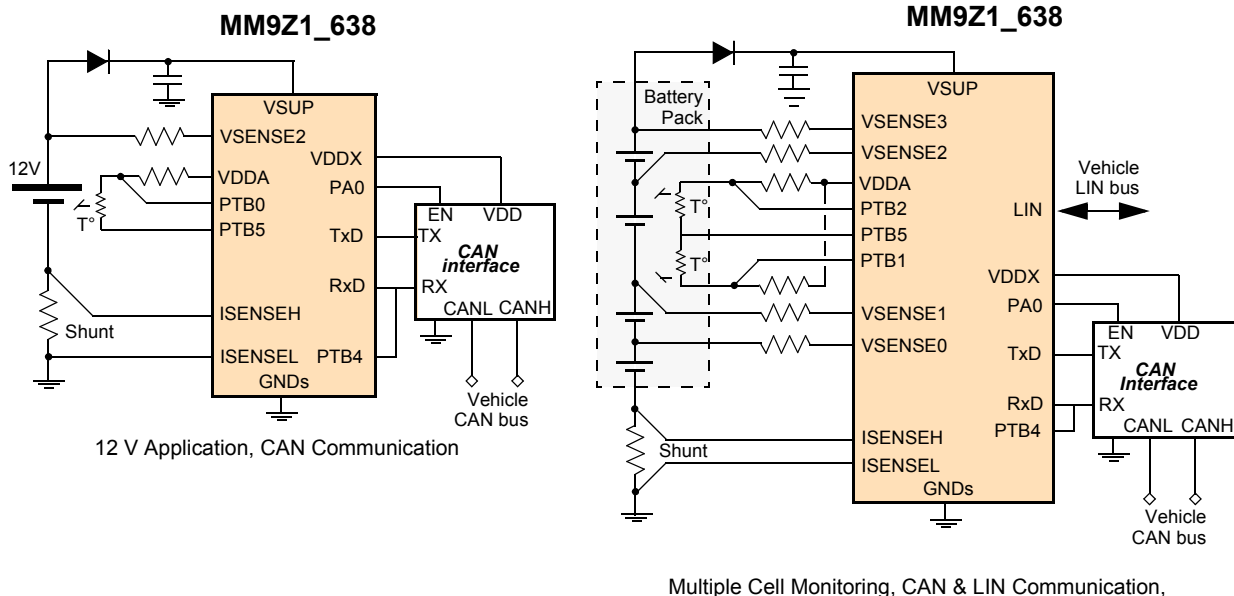 MM9Z1_638
VSUP
VSENSE2
12V
VDDA
PTB0
T°
PTB5
Shunt
ISENSEH
ISENSEL
GNDs
VDDX
PA0
TxD
RxD
PTB4
EN VDD
TX
CAN
interface
RX
CANL CANH
Vehicle
CAN bus
12 V Application, CAN Communication
MM9Z1_638
Battery
Pack
VSUP
VSENSE3
VSENSE2
VDDA
PTB2
T°
PTB5
T°
PTB1
VSENSE1
VSENSE0
Shunt
ISENSEH
ISENSEL
GNDs
Vehicle
LIN bus
LIN
VDDX
PA0
TxD
RxD
PTB4
EN VDD
TX
CAN
Interface
RX
CANL CANH
Vehicle
CAN bus
Multiple Cell Monitoring, CAN & LIN Communication,